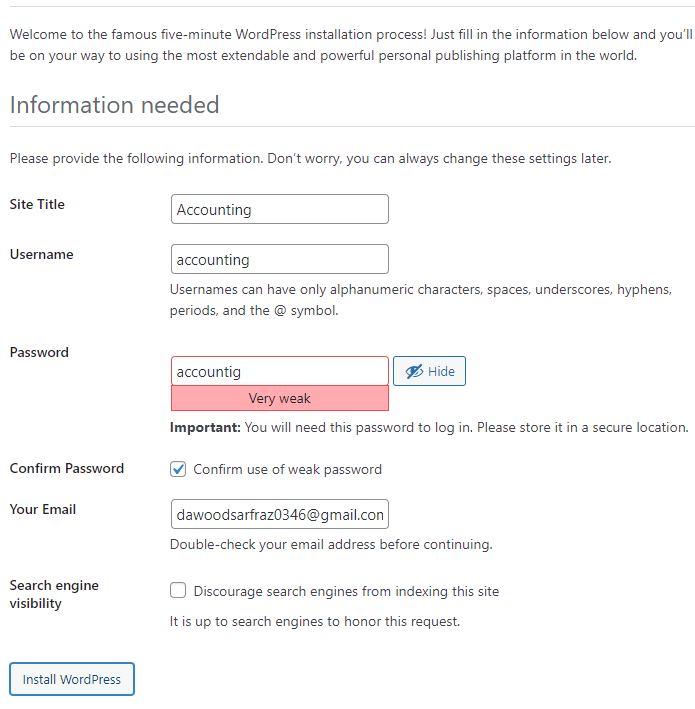 Welcome to the famous five-minute WordPress installation process! Just fill in the information below and you’ll
be on your way to using the most extendable and powerful personal publishing platform in the world.
Information needed
Please provide the following information. Don’t worry, you can always change these settings later.
Site Title
Accounting
Username
accounting
Usernames can have only alphanumeric characters, spaces, underscores, hyphens,
periods, and the @ symbol.
Password
accountig
Hide
Very weak
Important: You will need this password to log in. Please store it in a secure location.
Confirm Password
Confirm use of weak password
Your Email
dawoodsarfraz0346@gmail.com
Double-check your email address before continuing.
Search engine
visibility
Discourage search engines from indexing this site
It is up to search engines to honor this request.
Install WordPress